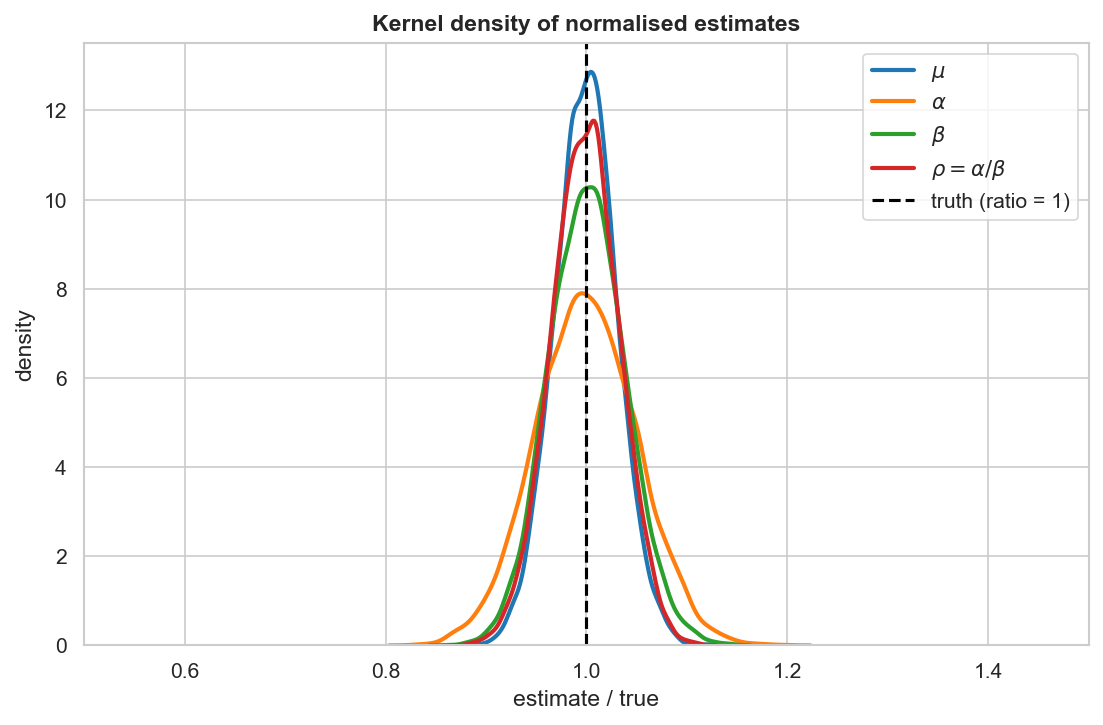 Kernel density of normalised estimates
μ
α
β
ρ = α/β
truth (ratio = 1)
density
12
10
8
6
4
2
0
0.6 0.8 1.0 1.2 1.4
estimate / true